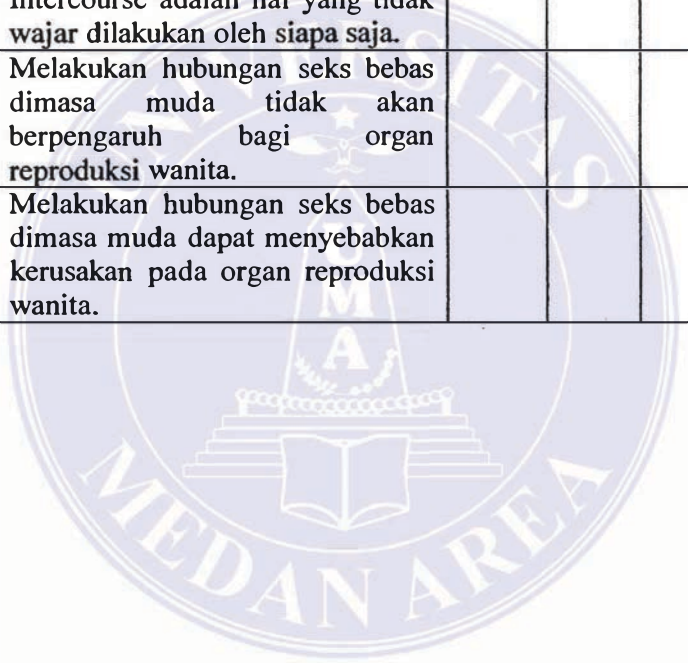 Intercourse adalah hal yang tidak
wajar dilakukan oleh siapa saja.
Melakukan hubungan seks bebas
dimasa muda tidak akan
berpengaruh bagi organ
reproduksi wanita.
Melakukan hubungan seks bebas
dimasa muda dapat menyebabkan
kerusakan pada organ reproduksi
wanita.
UNIVERSITAS
UMA
MEDAN AREA